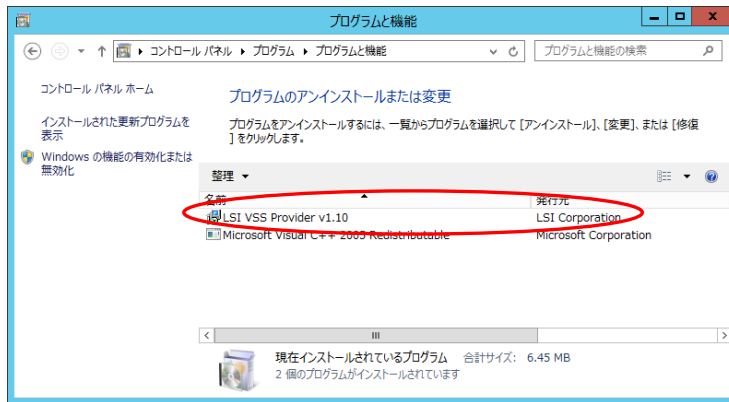 プログラムと機能
コントロール パネル ▸ プログラム ▸ プログラムと機能
プログラムと機能の検索
コントロール パネル ホーム
インストールされた更新プログラムを
表示
Windows の機能の有効化または
無効化
プログラムのアンインストールまたは変更
プログラムをアンインストールするには、一覧からプログラムを選択して [アンインストール]、[変更]、または [修復
] をクリックします。
整理
名前 発行元
LSI VSS Provider v1.10 LSI Corporation
Microsoft Visual C++ 2005 Redistributable Microsoft Corporation
現在インストールされているプログラム 合計サイズ: 6.45 MB
2 個のプログラムがインストールされています